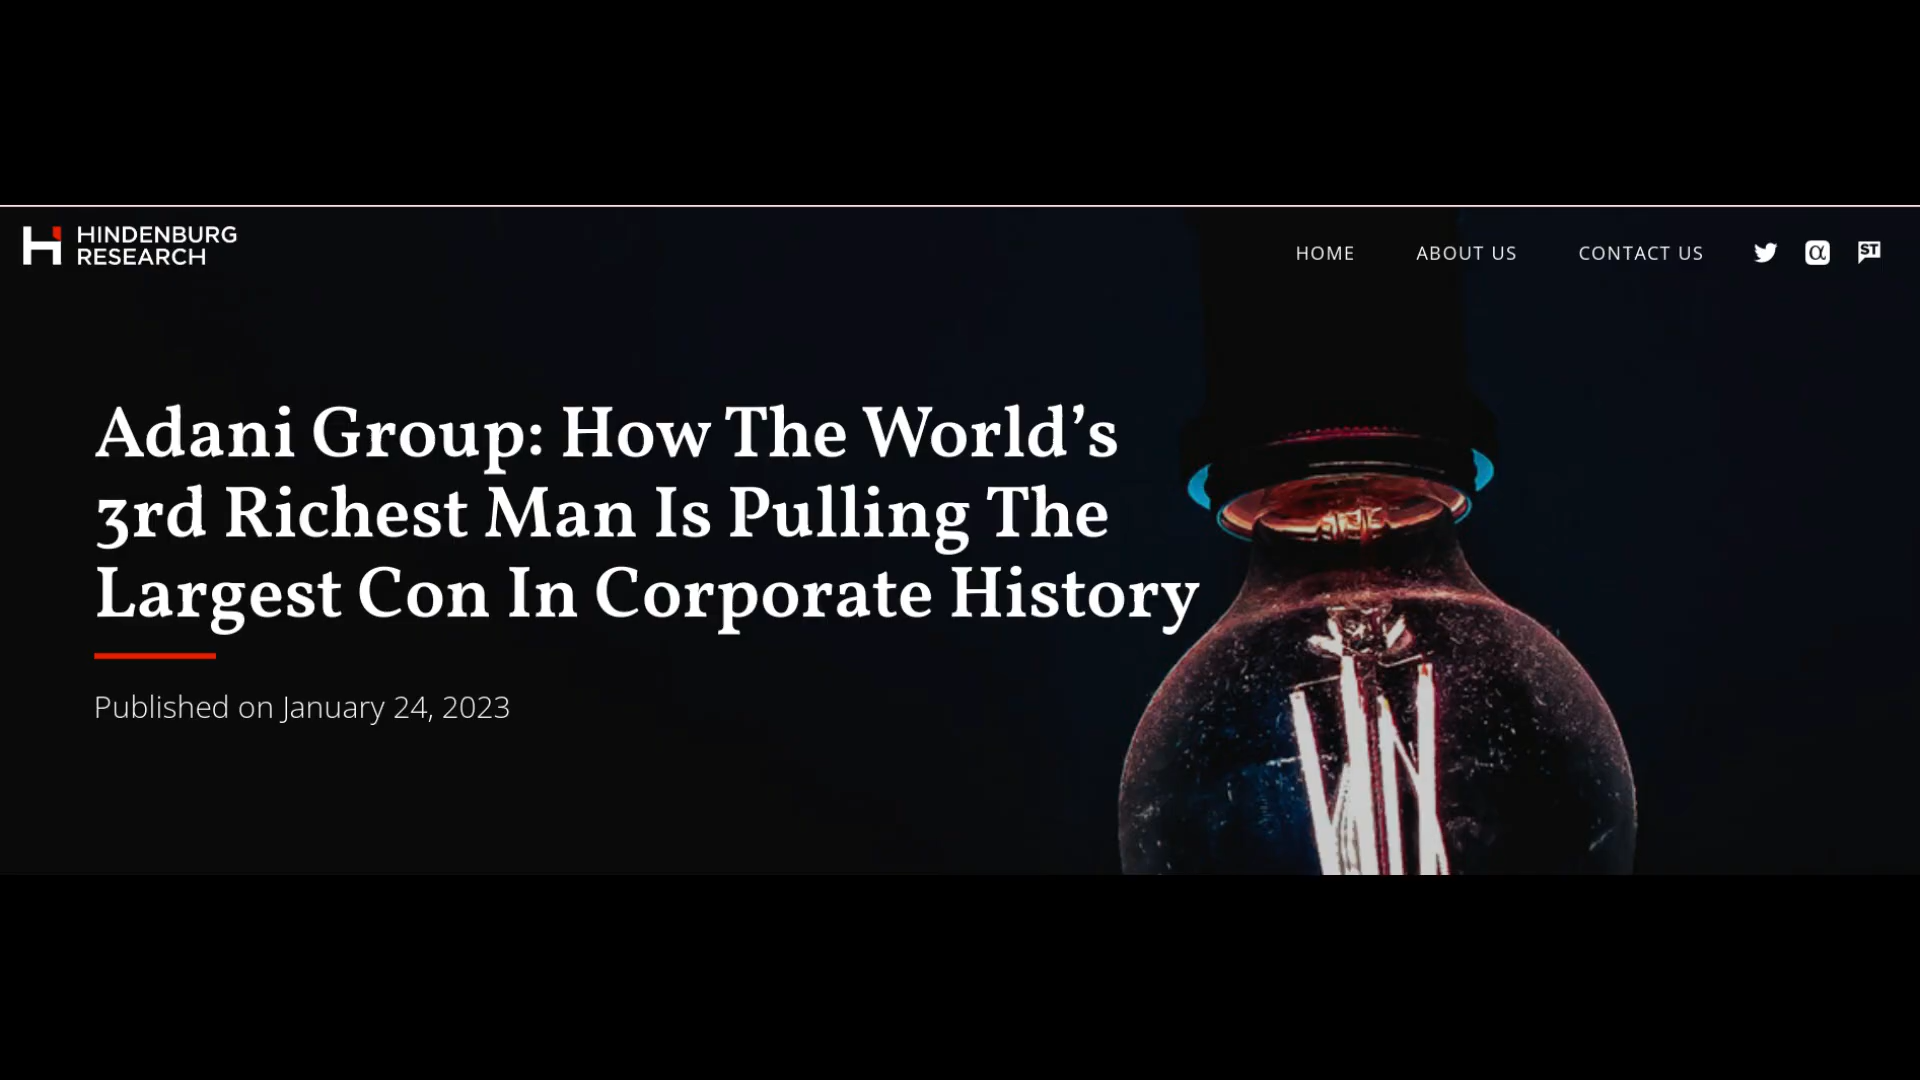 HINDENBURG
RESEARCH
HOME ABOUT US CONTACT US α ST
Adani Group: How The World’s
3rd Richest Man Is Pulling The
Largest Con In Corporate History
Published on January 24, 2023